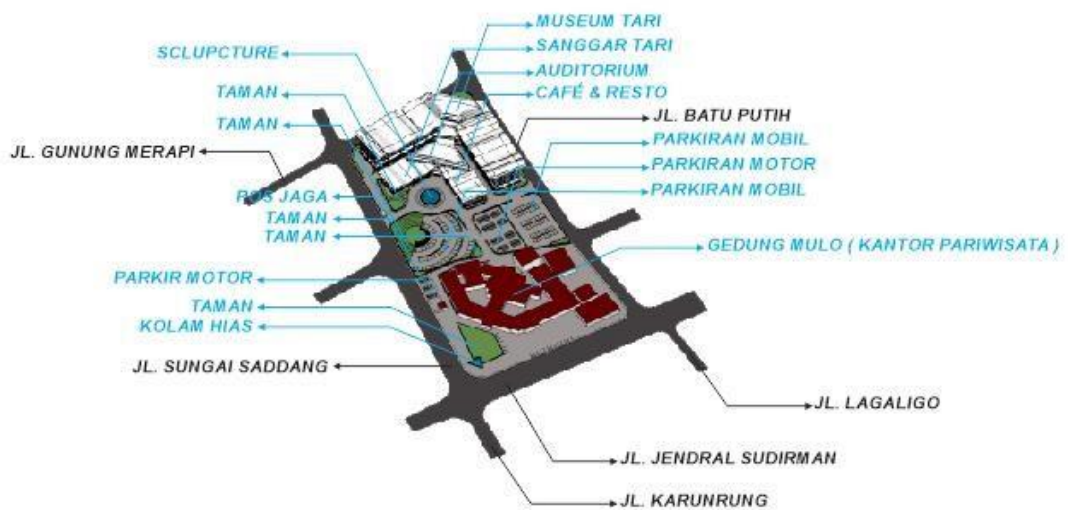 MUSEUM TARI
SCLUPCTURE
SANGGAR TARI
AUDITORIUM
TAMAN
CAFÉ & RESTO
TAMAN
JL. BATU PUTIH
PARKIRAN MOBIL
JL. GUNUNG MERAPI
PARKIRAN MOTOR
POS JAGA
PARKIRAN MOBIL
TAMAN
TAMAN
GEDUNG MULO ( KANTOR PARIWISATA )
PARKIR MOTOR
TAMAN
KOLAM HIAS
JL. SUNGAI SADDANG
JL. LAGALIGO
JL. JENDRAL SUDIRMAN
JL. KARUNRUNG